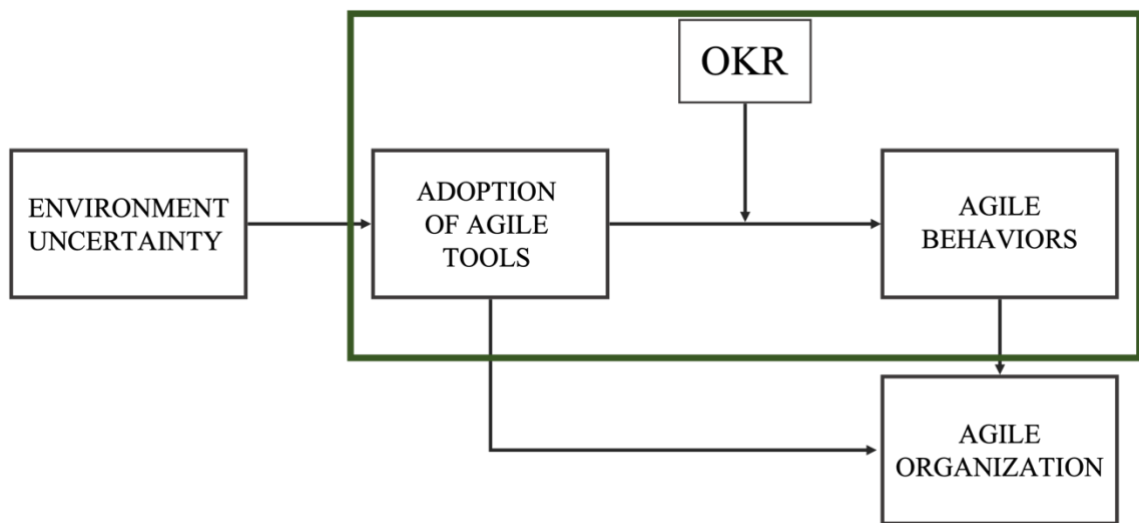 OKR
ENVIRONMENT
UNCERTAINTY
ADOPTION
OF AGILE
TOOLS
AGILE
BEHAVIORS
AGILE
ORGANIZATION